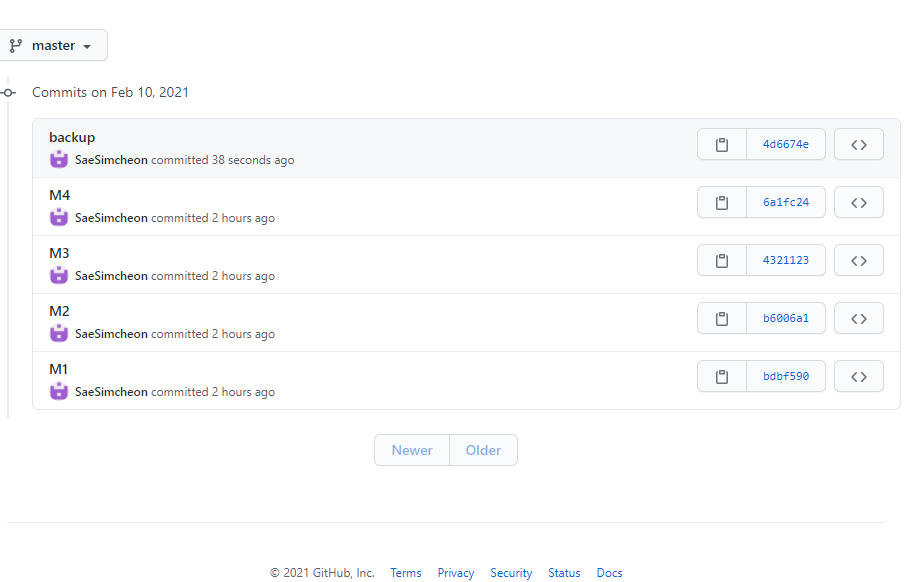 master
Commits on Feb 10, 2021
backup
SaeSimcheon committed 38 seconds ago
4d6674e
M4
SaeSimcheon committed 2 hours ago
6a1fc24
M3
SaeSimcheon committed 2 hours ago
4321123
M2
SaeSimcheon committed 2 hours ago
b6006a1
M1
SaeSimcheon committed 2 hours ago
bdbf590
Newer Older
© 2021 GitHub, Inc. Terms Privacy Security Status Docs